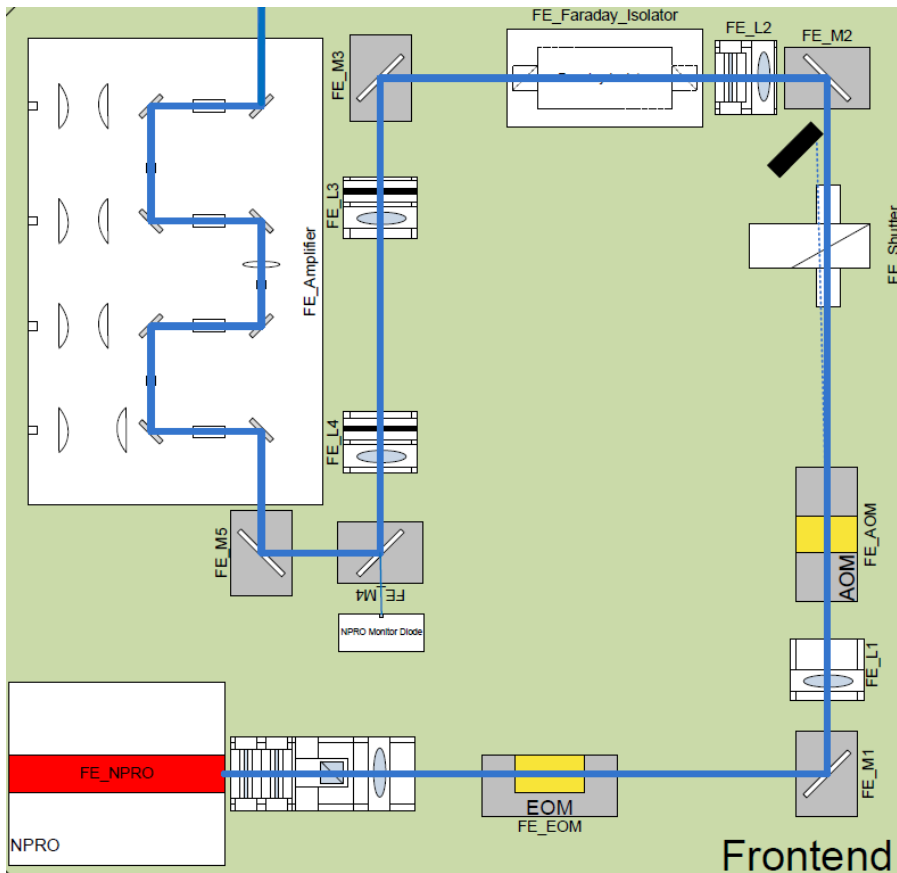 FE_Faraday_Isolator
FE_L2
FE_M2
FE_M3
FE_L3
FE_Shutter
FE_Amplifier
FE_L4
FE_AOM
AOM
FE_M5
FE_M4
NPRO Monitor Diode
FE_L1
FE_NPRO
FE_M1
EOM
FE_EOM
NPRO
Frontend